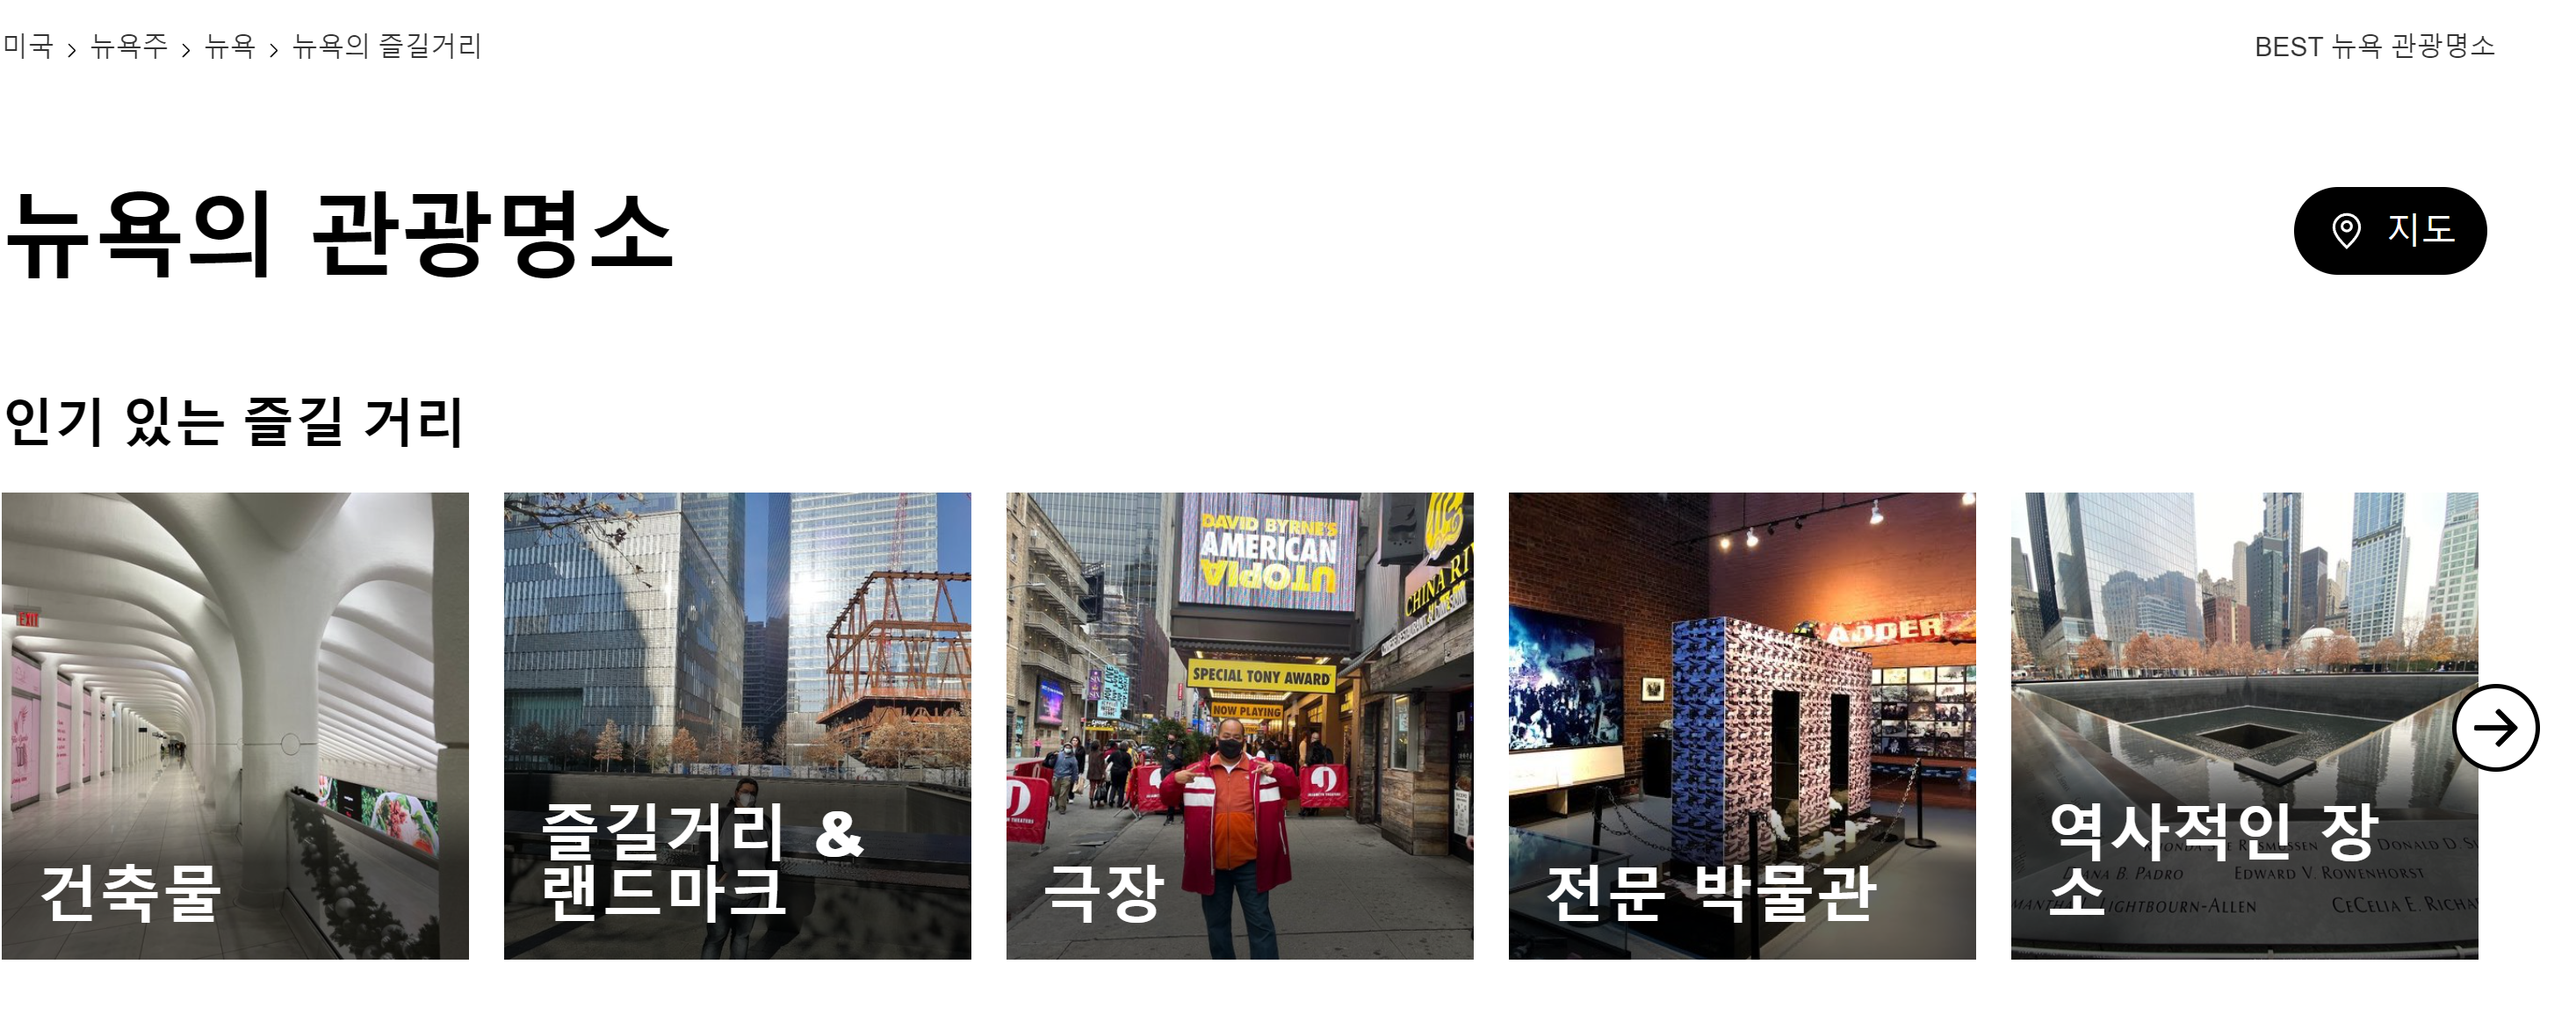 미국 > 뉴욕주 > 뉴욕 > 뉴욕의 즐길거리
BEST 뉴욕 관광명소
뉴욕의 관광명소
지도
인기 있는 즐길 거리
EXIT
건축물
즐길거리 &
랜드마크
DAVID BYRNE'S
AMERICAN
UTOPIA
CHINA
SPECIAL TONY AWARD
NOW PLAYING
극장
LADDER
전문 박물관
DONALD D.
DIANA B. PADRO EDWARD V. ROWENHORST
LIGHTBOURN-ALLEN CECELIA E.
역사적인 장
소